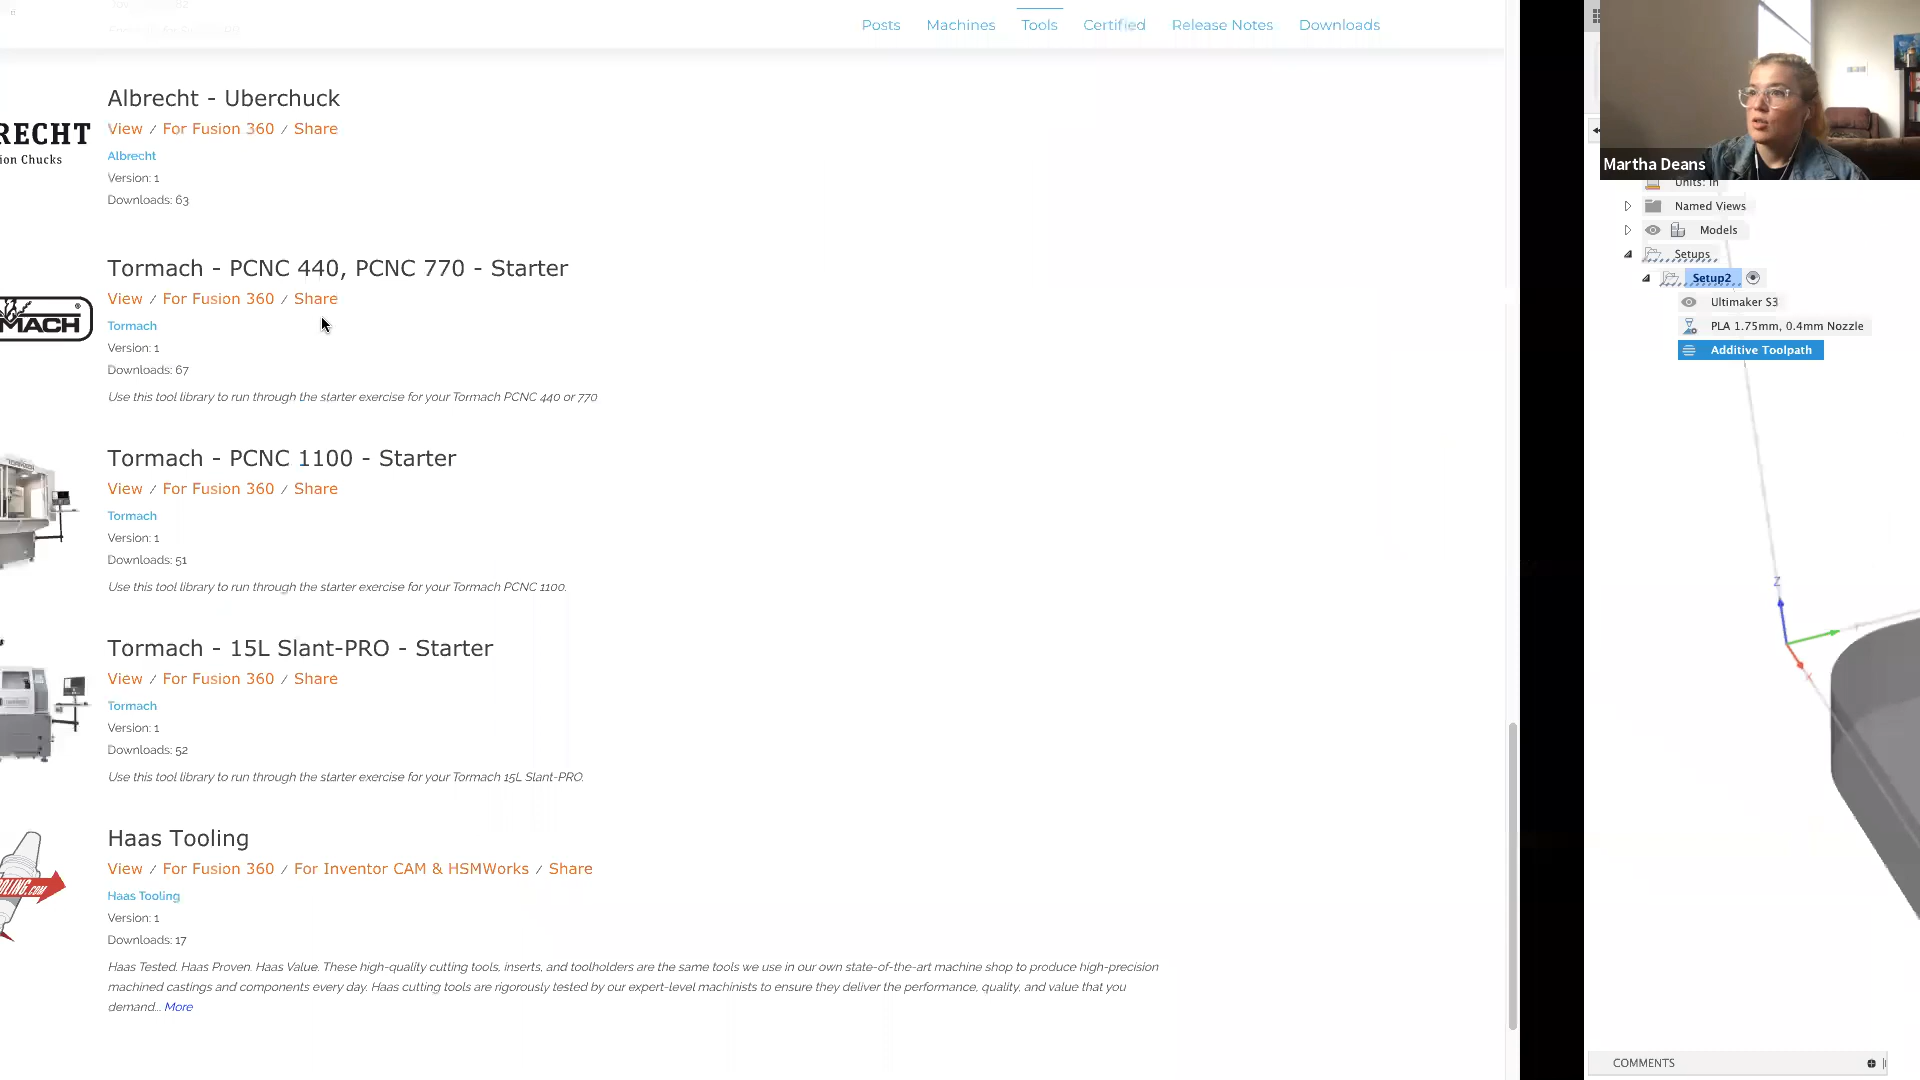 Posts Machines Tools Certified Release Notes Downloads
Albrecht - Uberchuck
View / For Fusion 360 / Share
Albrecht
Version: 1
Downloads: 63
RECHT
ion Chucks
Tormach - PCNC 440, PCNC 770 - Starter
View / For Fusion 360 / Share
Tormach
Version: 1
Downloads: 67
Use this tool library to run through the starter exercise for your Tormach PCNC 440 or 770
MACH
Tormach - PCNC 1100 - Starter
View / For Fusion 360 / Share
Tormach
Version: 1
Downloads: 51
Use this tool library to run through the starter exercise for your Tormach PCNC 1100.
Tormach - 15L Slant-PRO - Starter
View / For Fusion 360 / Share
Tormach
Version: 1
Downloads: 52
Use this tool library to run through the starter exercise for your Tormach 15L Slant-PRO.
Haas Tooling
View / For Fusion 360 / For Inventor CAM & HSMWorks / Share
Haas Tooling
Version: 1
Downloads: 17
Haas Tested. Haas Proven. Haas Value. These high-quality cutting tools, inserts, and toolholders are the same tools we use in our own state-of-the-art machine shop to produce high-precision
machined castings and components every day. Haas cutting tools are rigorously tested by our expert-level machinists to ensure they deliver the performance, quality, and value that you
demand... More
OLING.COM
Martha Deans
Units: in
Named Views
Models
Setups
Setup2
Ultimaker S3
PLA 1.75mm, 0.4mm Nozzle
Additive Toolpath
Z
X
COMMENTS